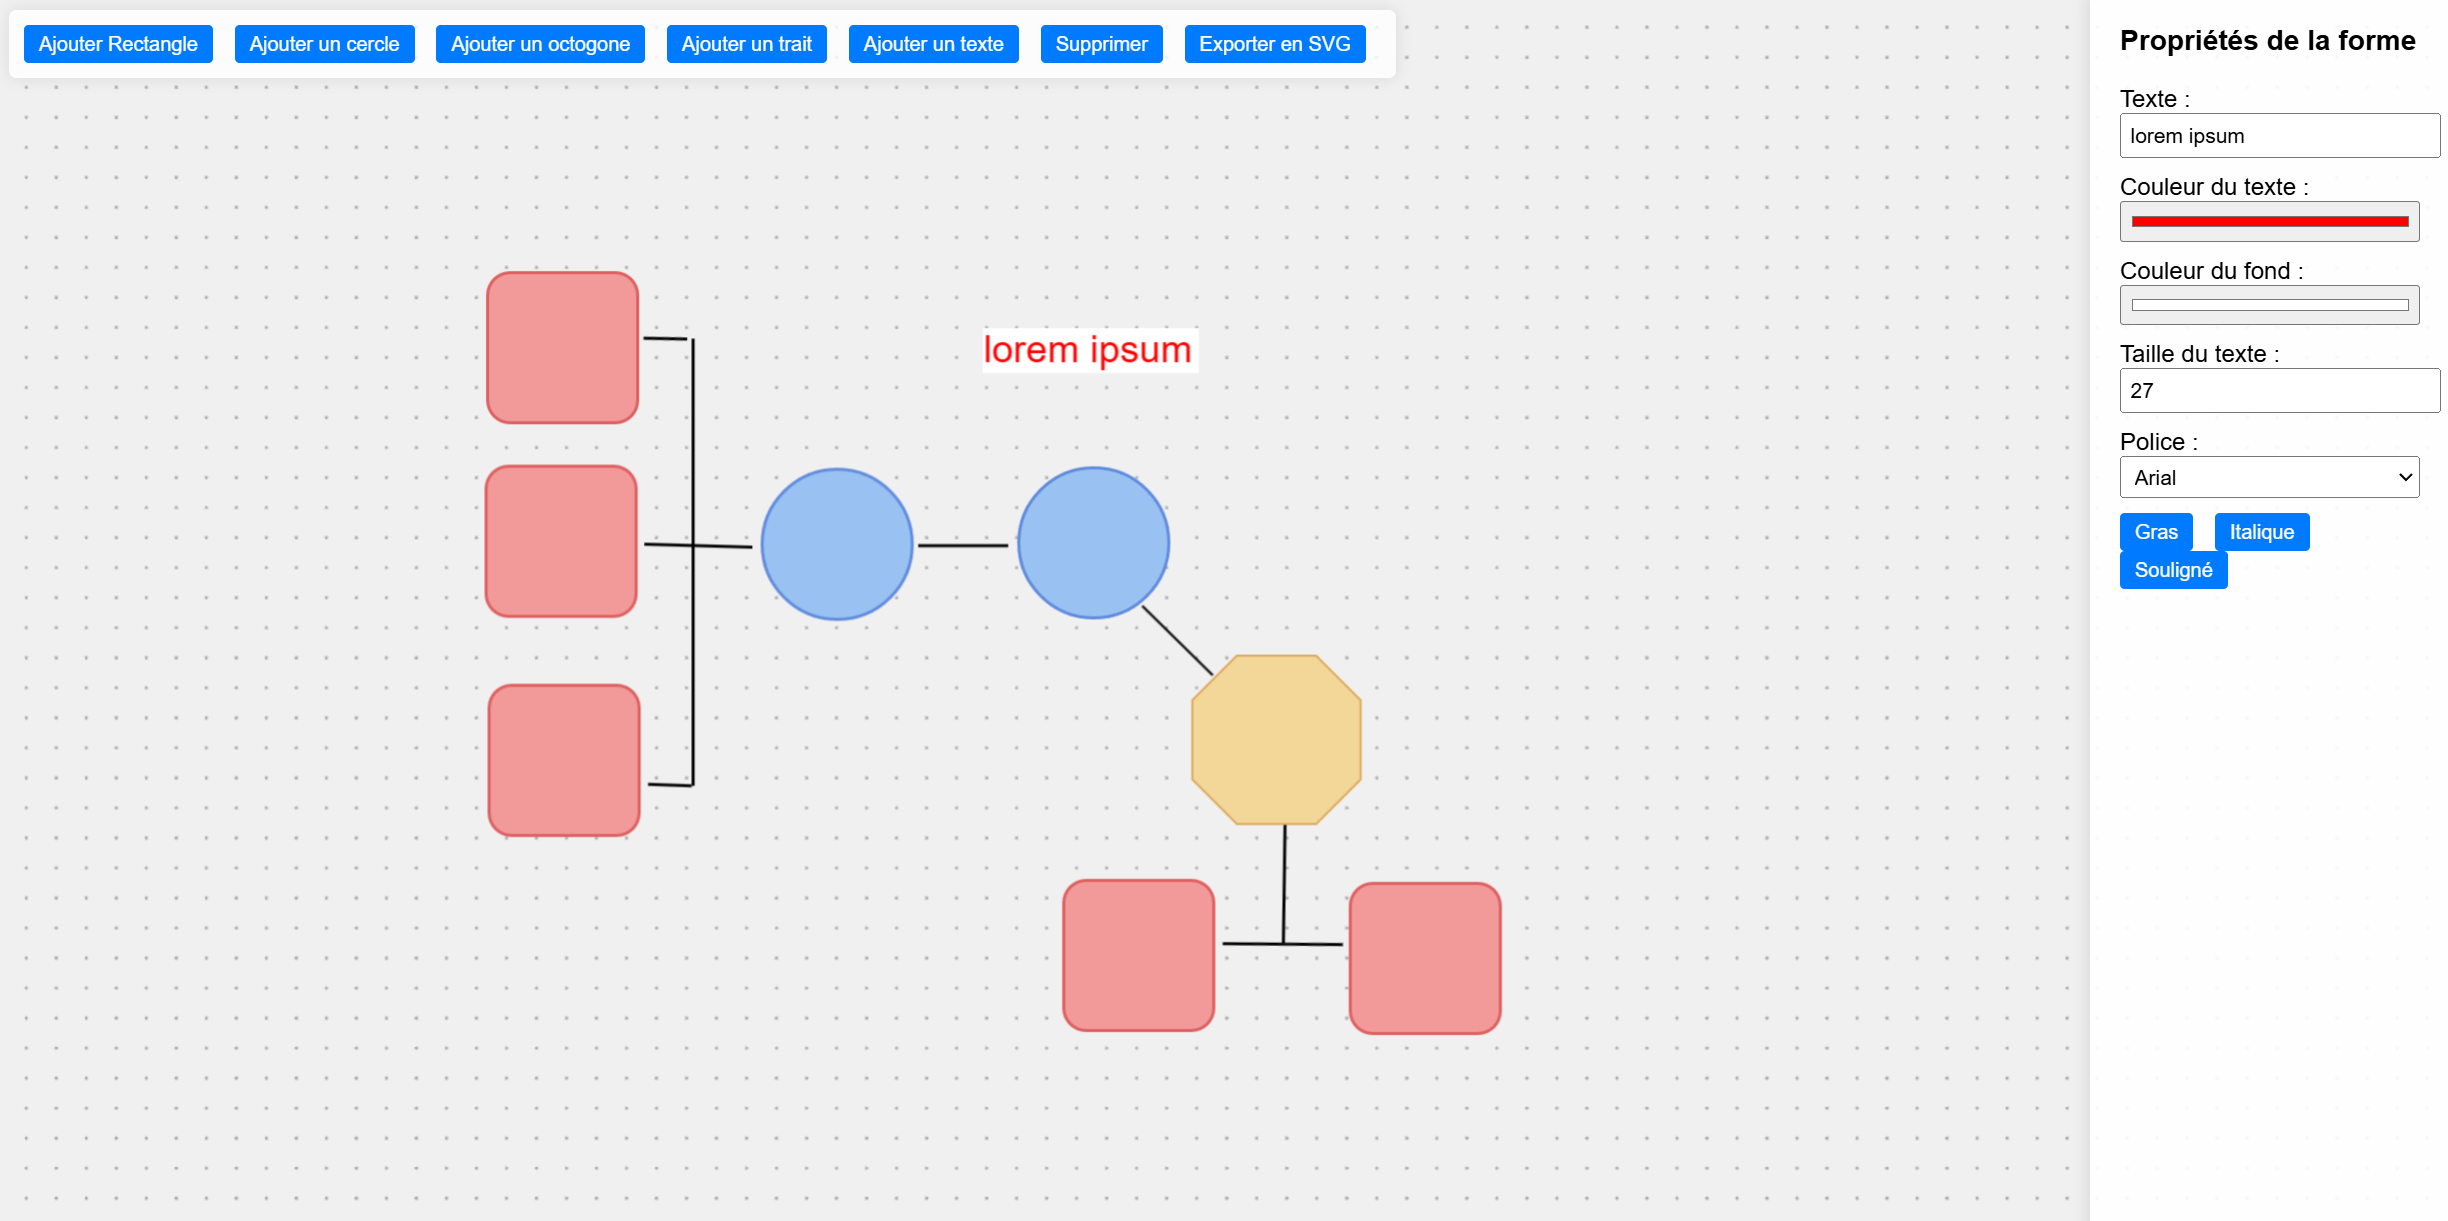 Ajouter Rectangle Ajouter un cercle Ajouter un octogone Ajouter un trait Ajouter un texte Supprimer Exporter en SVG
lorem ipsum
Propriétés de la forme
Texte :
lorem ipsum
Couleur du texte :
Couleur du fond :
Taille du texte :
27
Police :
Arial
Gras Italique
Souligné